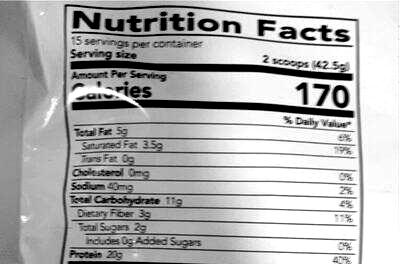 Nutrition Facts
15 servings per container
Serving size 2 scoops (42.5g)
Amount Per Serving
Calories 170
% Daily Value*
Total Fat 5g 6%
Saturated Fat 3.5g 19%
Trans Fat 0g
Cholesterol 0mg 0%
Sodium 40mg 2%
Total Carbohydrate 11g 4%
Dietary Fiber 3g 11%
Total Sugars 2g
Includes 0g Added Sugars 0%
Protein 20g 40%